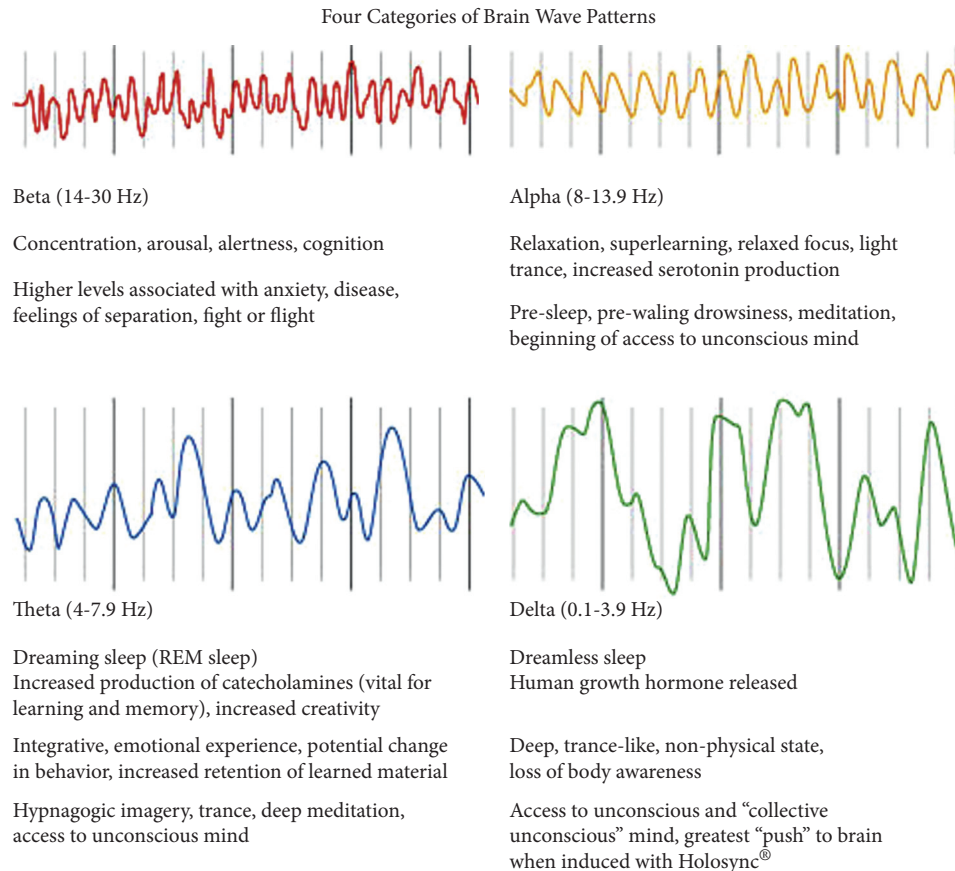 Four Categories of Brain Wave Patterns
Beta (14-30 Hz)
Concentration, arousal, alertness, cognition
Higher levels associated with anxiety, disease,
feelings of separation, fight or flight
Alpha (8-13.9 Hz)
Relaxation, superlearning, relaxed focus, light
trance, increased serotonin production
Pre-sleep, pre-waling drowsiness, meditation,
beginning of access to unconscious mind
Theta (4-7.9 Hz)
Dreaming sleep (REM sleep)
Increased production of catecholamines (vital for
learning and memory), increased creativity
Integrative, emotional experience, potential change
in behavior, increased retention of learned material
Hypnagogic imagery, trance, deep meditation,
access to unconscious mind
Delta (0.1-3.9 Hz)
Dreamless sleep
Human growth hormone released
Deep, trance-like, non-physical state,
loss of body awareness
Access to unconscious and “collective
unconscious” mind, greatest “push” to brain
when induced with Holosync®